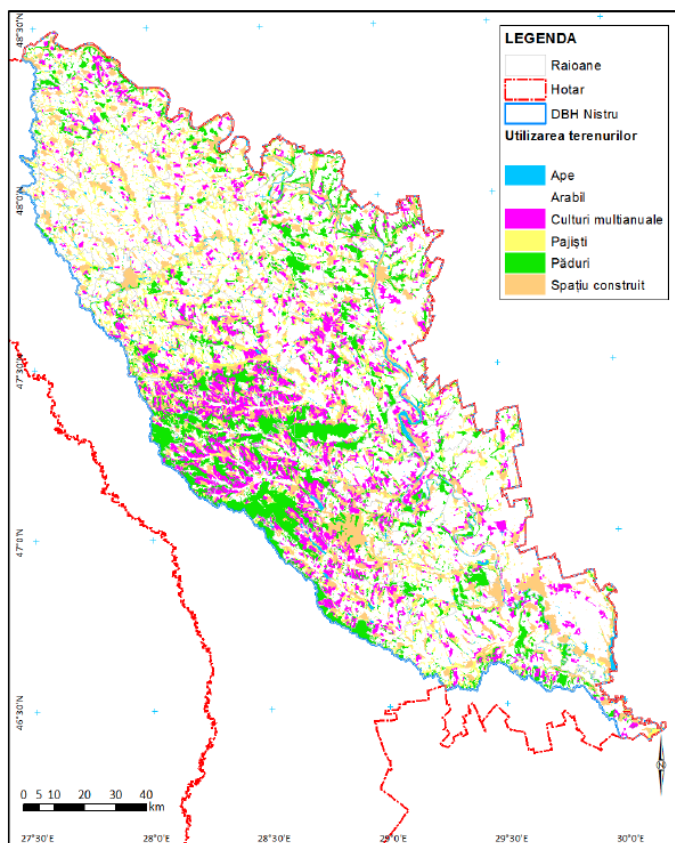 LEGENDA
Raioane
Hotar
DBH Nistru
Utilizarea terenurilor
Ape
Arabil
Culturi multianuale
Pajiști
Păduri
Spațiu construit
48°30'N
48°0'N
47°30'N
47°0'N
46°30'N
N
0 5 10 20 30 40
km
27°30'E 28°0'E 28°30'E 29°0'E 29°30'E 30°0'E